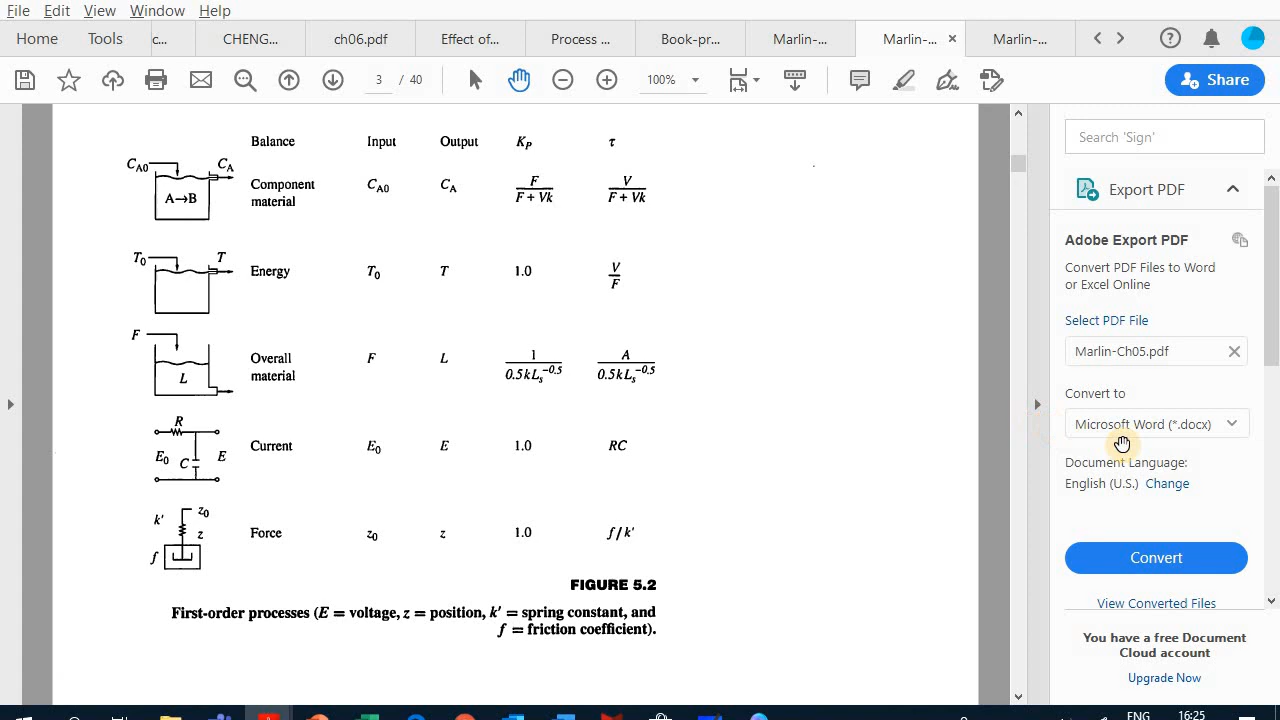 File Edit View Window Help
Home Tools c... CHENG... ch06.pdf Effect of... Process ... Book-pr... Marlin-... Marlin-... × Marlin-...
3 / 40 100% Share
Balance Input Output K_P τ
C_A0 C_A A→B
Component material C_A0 C_A F / (F + Vk) V / (F + Vk)
T_0 T
Energy T_0 T 1.0 V / F
F L
Overall material F L 1 / (0.5kL_s^-0.5) A / (0.5kL_s^-0.5)
R E_0 C E
Current E_0 E 1.0 RC
k' z_0 z f
Force z_0 z 1.0 f/k'
FIGURE 5.2
First-order processes (E = voltage, z = position, k' = spring constant, and
f = friction coefficient).
Search 'Sign'
Export PDF
Adobe Export PDF
Convert PDF Files to Word
or Excel Online
Select PDF File
Marlin-Ch05.pdf
Convert to
Microsoft Word (*.docx)
Document Language:
English (U.S.) Change
Convert
View Converted Files
You have a free Document
Cloud account
Upgrade Now
ENG 16:25